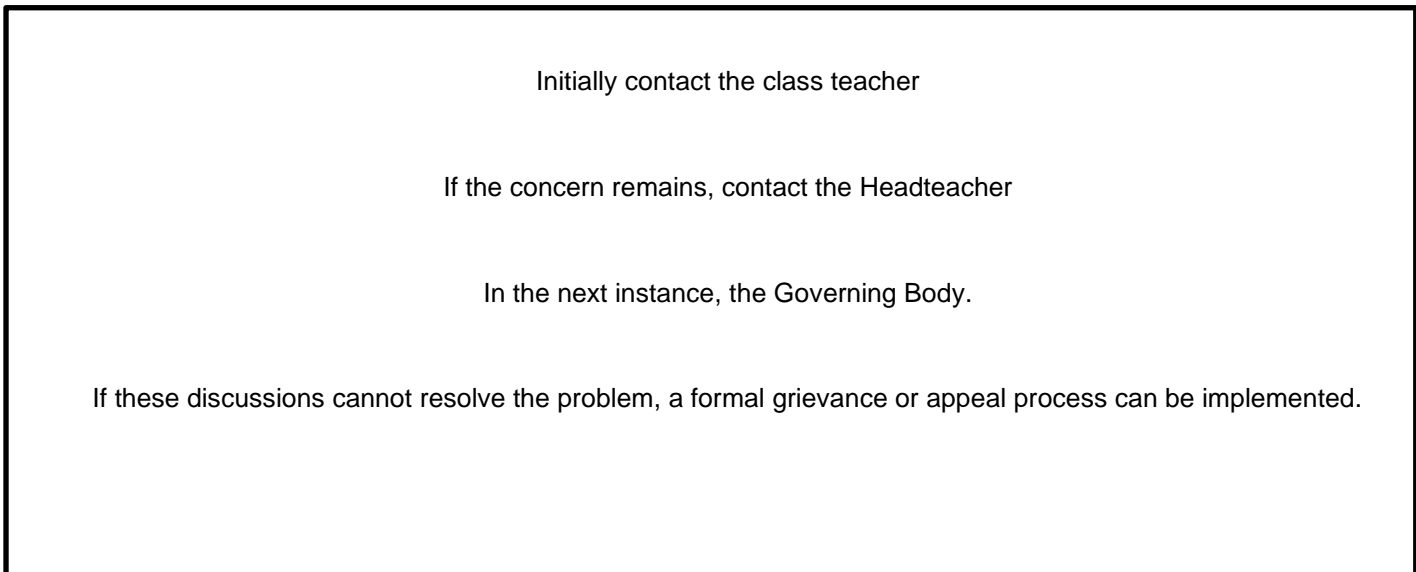 Initially contact the class teacher
If the concern remains, contact the Headteacher
In the next instance, the Governing Body.
If these discussions cannot resolve the problem, a formal grievance or appeal process can be implemented.